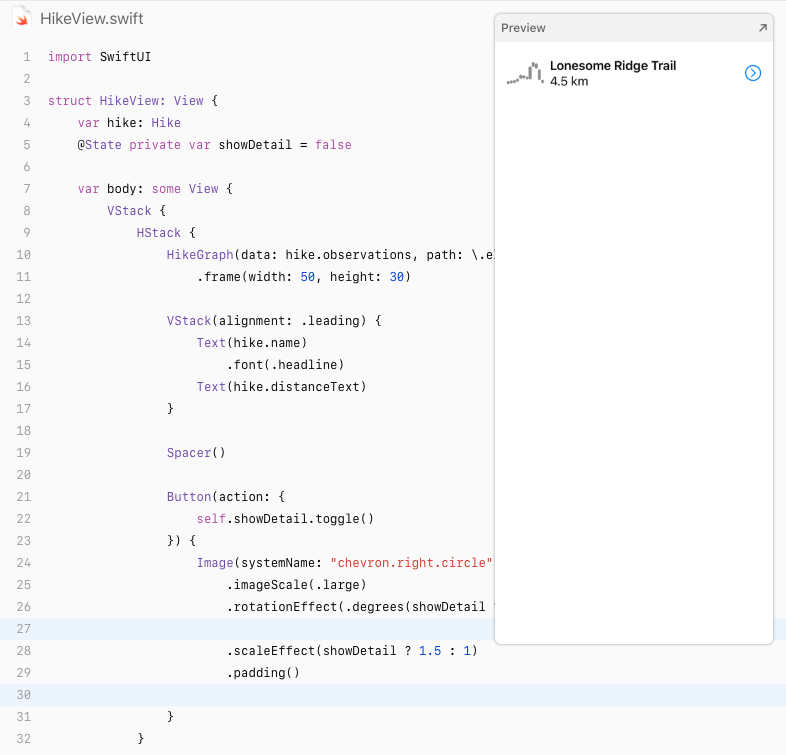 HikeView.swift
1 import SwiftUI
2
3 struct HikeView: View {
4 var hike: Hike
5 @State private var showDetail = false
6
7 var body: some View {
8 VStack {
9 HStack {
10 HikeGraph(data: hike.observations, path: \.e
11 .frame(width: 50, height: 30)
12
13 VStack(alignment: .leading) {
14 Text(hike.name)
15 .font(.headline)
16 Text(hike.distanceText)
17 }
18
19 Spacer()
20
21 Button(action: {
22 self.showDetail.toggle()
23 }) {
24 Image(systemName: "chevron.right.circle"
25 .imageScale(.large)
26 .rotationEffect(.degrees(showDetail
27
28 .scaleEffect(showDetail ? 1.5 : 1)
29 .padding()
30
31 }
32 }
Preview
Lonesome Ridge Trail
4.5 km